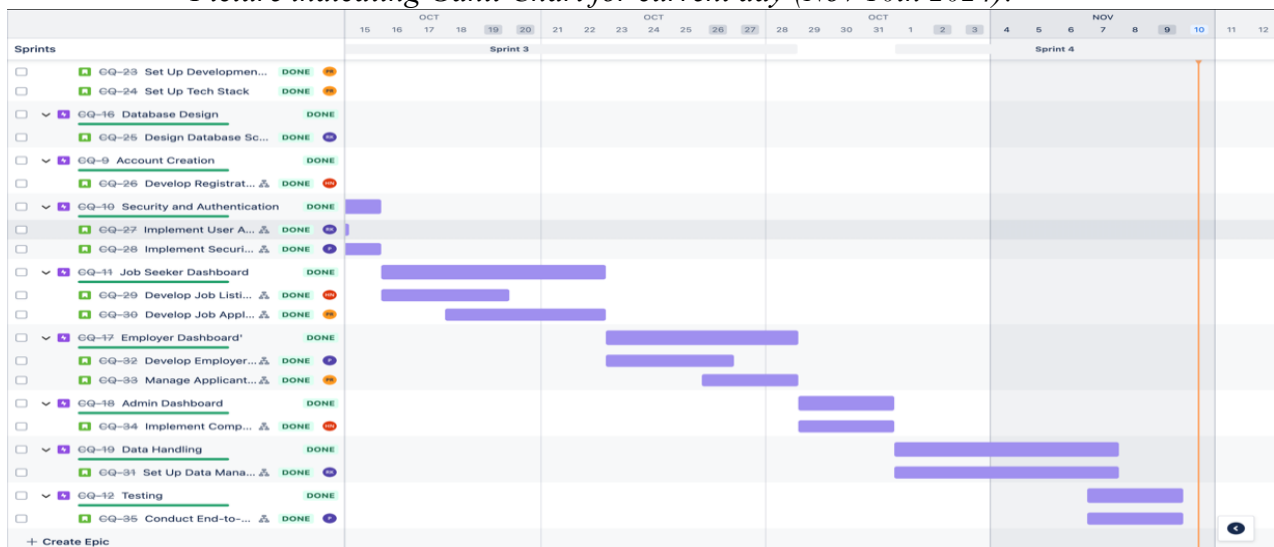 Picture indicating Gantt Chart for current day (Nov 10th 2024).
OCT OCT OCT NOV
15 16 17 18 19 20 21 22 23 24 25 26 27 28 29 30 31 1 2 3 4 5 6 7 8 9 10 11 12
Sprints Sprint 3 Sprint 4
CQ-23 Set Up Developmen... DONE PR
CQ-24 Set Up Tech Stack DONE PR
CQ-16 Database Design DONE
CQ-25 Design Database Sc... DONE
CQ-9 Account Creation DONE
CQ-26 Develop Registrat... DONE HN
CQ-10 Security and Authentication DONE
CQ-27 Implement User A... DONE
CQ-28 Implement Securi... DONE P
CQ-11 Job Seeker Dashboard DONE
CQ-29 Develop Job Listi... DONE HN
CQ-30 Develop Job Appl... DONE PR
CQ-17 Employer Dashboard' DONE
CQ-32 Develop Employer... DONE P
CQ-33 Manage Applicant... DONE PR
CQ-18 Admin Dashboard DONE
CQ-34 Implement Comp... DONE HN
CQ-19 Data Handling DONE
CQ-31 Set Up Data Mana... DONE
CQ-12 Testing DONE
CQ-35 Conduct End-to-... DONE P
+ Create Epic